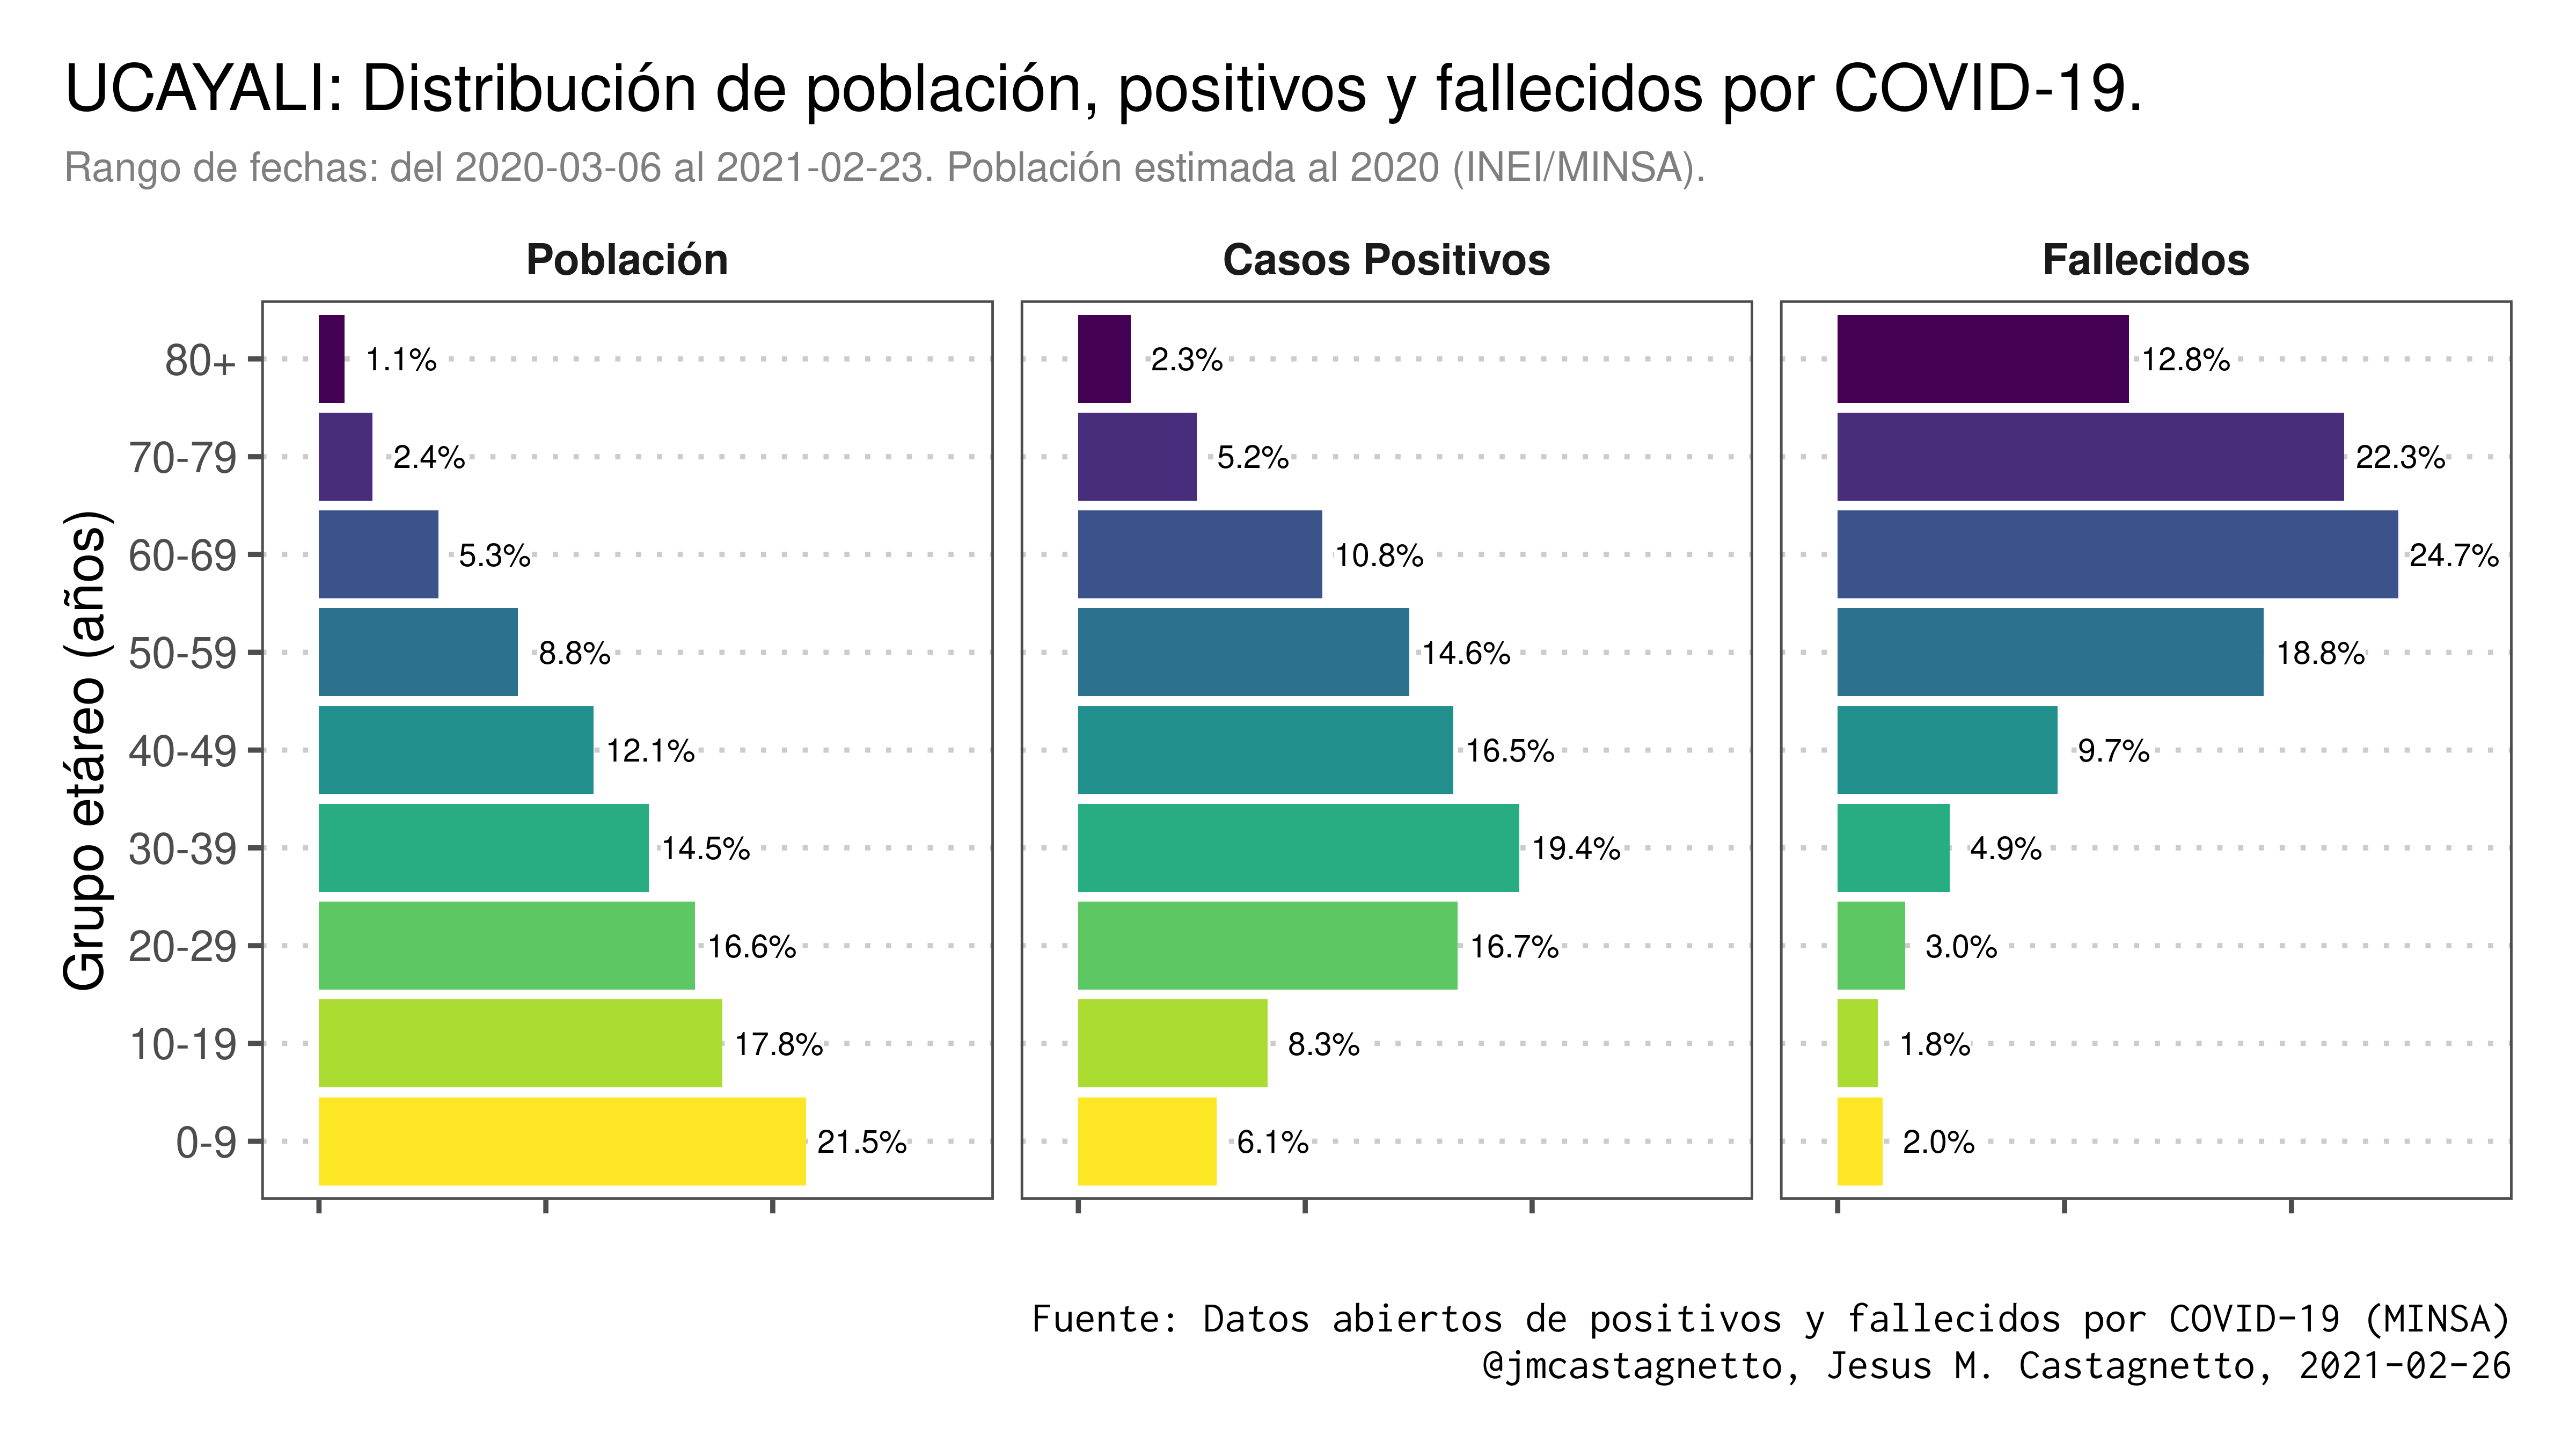 UCAYALI: Distribución de población, positivos y fallecidos por COVID-19.
Rango de fechas: del 2020-03-06 al 2021-02-23. Población estimada al 2020 (INEI/MINSA).
Población
Casos Positivos
Fallecidos
Grupo etáreo (años)
80+ 1.1% 2.3% 12.8%
70-79 2.4% 5.2% 22.3%
60-69 5.3% 10.8% 24.7%
50-59 8.8% 14.6% 18.8%
40-49 12.1% 16.5% 9.7%
30-39 14.5% 19.4% 4.9%
20-29 16.6% 16.7% 3.0%
10-19 17.8% 8.3% 1.8%
0-9 21.5% 6.1% 2.0%
Fuente: Datos abiertos de positivos y fallecidos por COVID-19 (MINSA)
@jmcastagnetto, Jesus M. Castagnetto, 2021-02-26